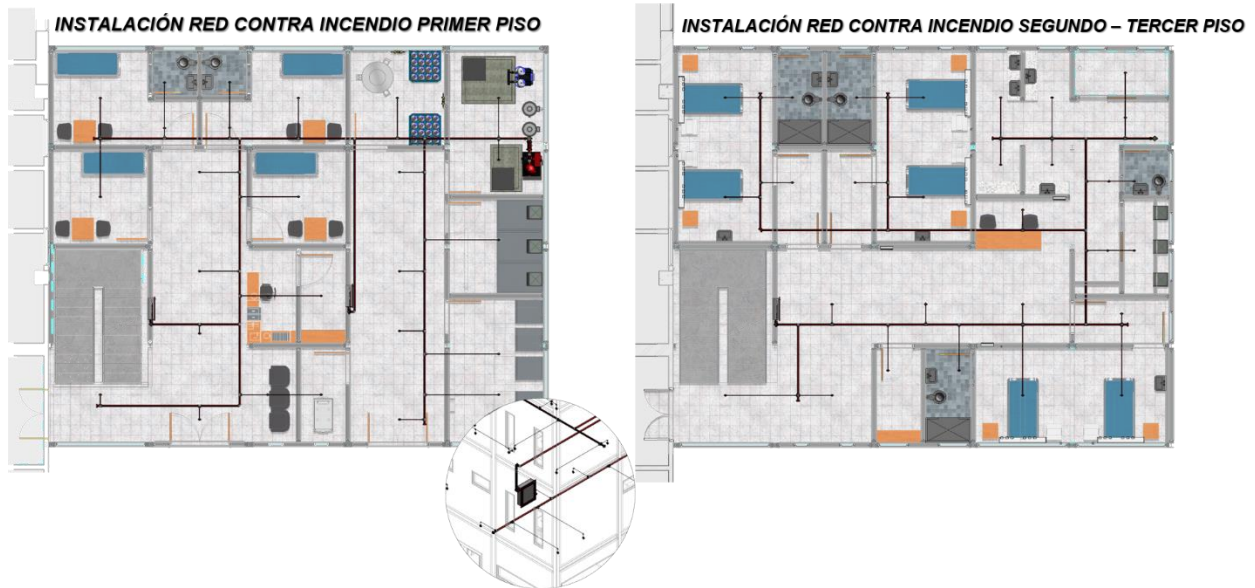 INSTALACIÓN RED CONTRA INCENDIO PRIMER PISO
INSTALACIÓN RED CONTRA INCENDIO SEGUNDO – TERCER PISO